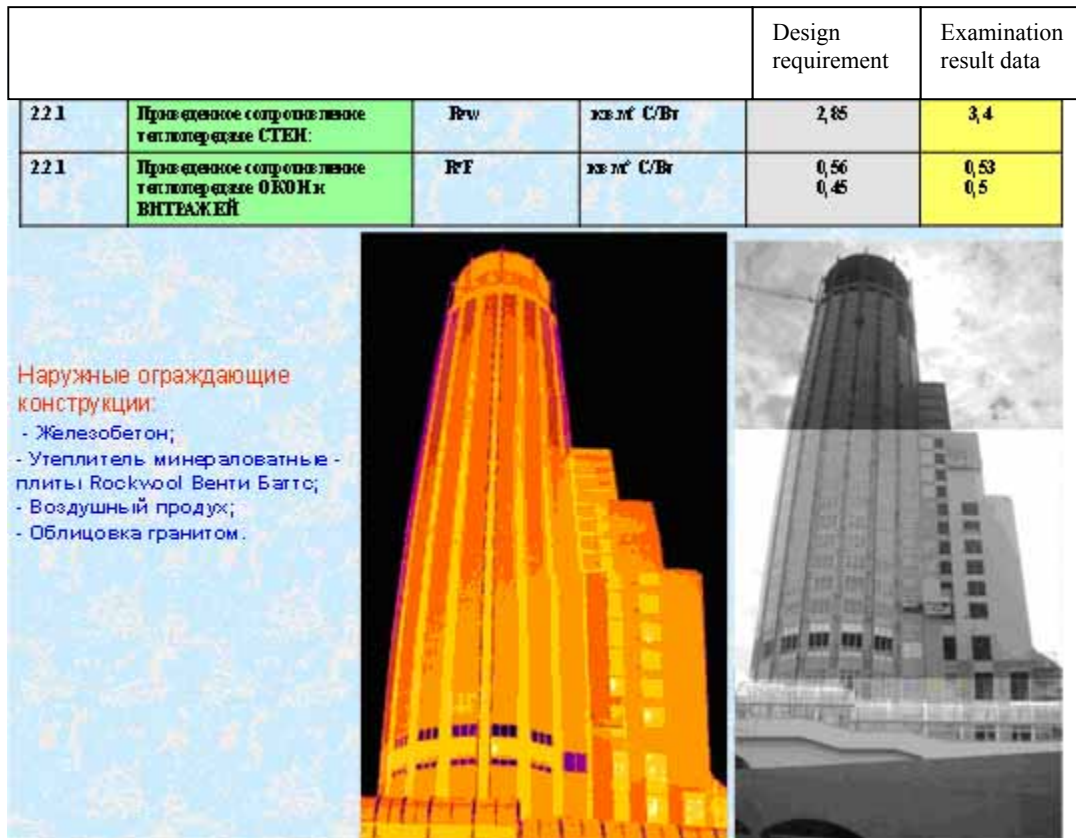 Design
requirement
Examination
result data
2.2.1
Приведенное сопротивление
теплопередаче СТЕН:
Rrw
кв.м° С/Вт
2,85
3,4
2.2.1
Приведенное сопротивление
теплопередаче ОКОН и
ВИТРАЖЕЙ
RrF
кв м° С/Вт
0,56
0,45
0,53
0,5
Наружные ограждающие
конструкции:
- Железобетон;
- Утеплитель минераловатные -
плиты Rockwool Венти Баттс;
- Воздушный продух;
- Облицовка гранитом.